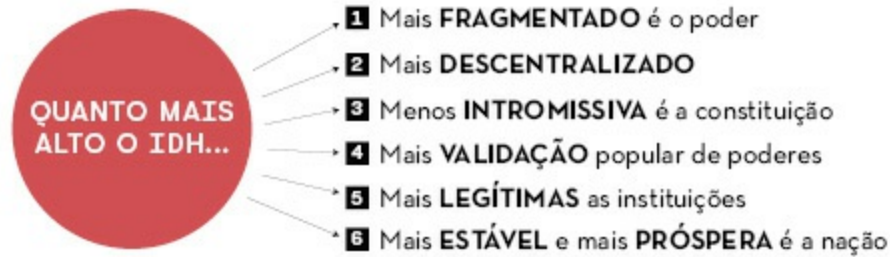 QUANTO MAIS
ALTO O IDH...
1 Mais FRAGMENTADO é o poder
2 Mais DESCENTRALIZADO
3 Menos INTROMISSIVA é a constituição
4 Mais VALIDAÇÃO popular de poderes
5 Mais LEGÍTIMAS as instituições
6 Mais ESTÁVEL e mais PRÓSPERA é a nação